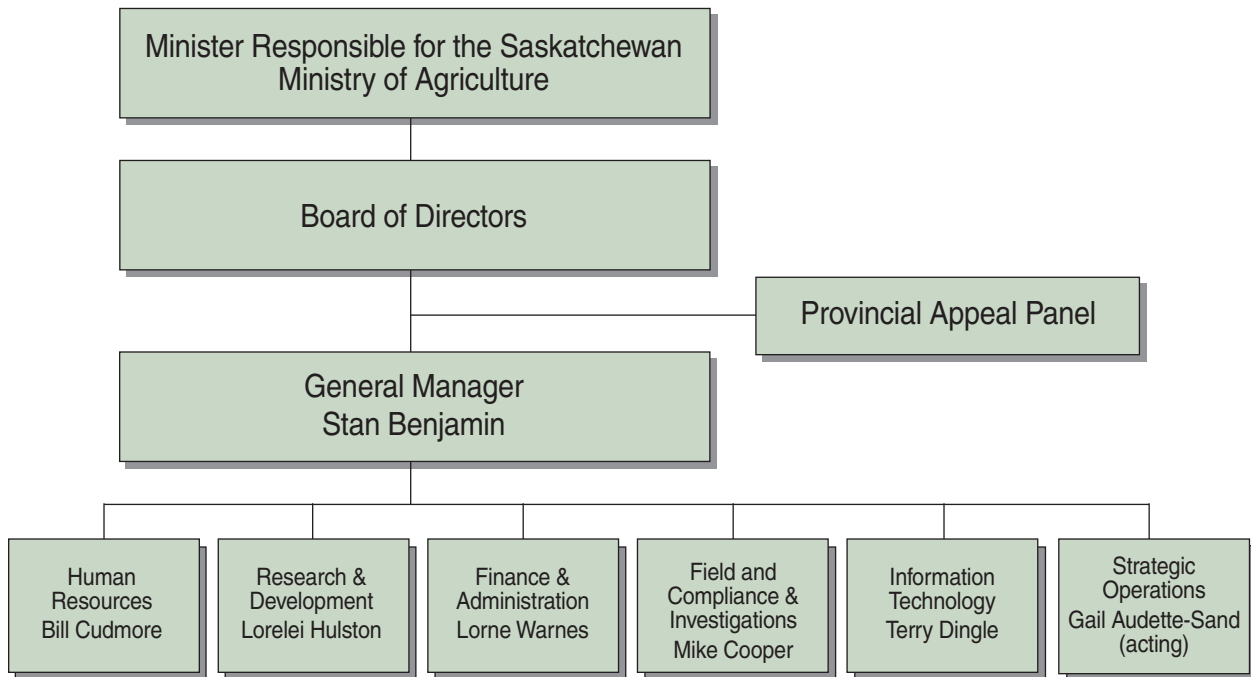 Minister Responsible for the Saskatchewan
Ministry of Agriculture
Board of Directors
Provincial Appeal Panel
General Manager
Stan Benjamin
Human
Resources
Bill Cudmore
Research &
Development
Lorelei Hulston
Finance &
Administration
Lorne Warnes
Field and
Compliance &
Investigations
Mike Cooper
Information
Technology
Terry Dingle
Strategic
Operations
Gail Audette-Sand
(acting)